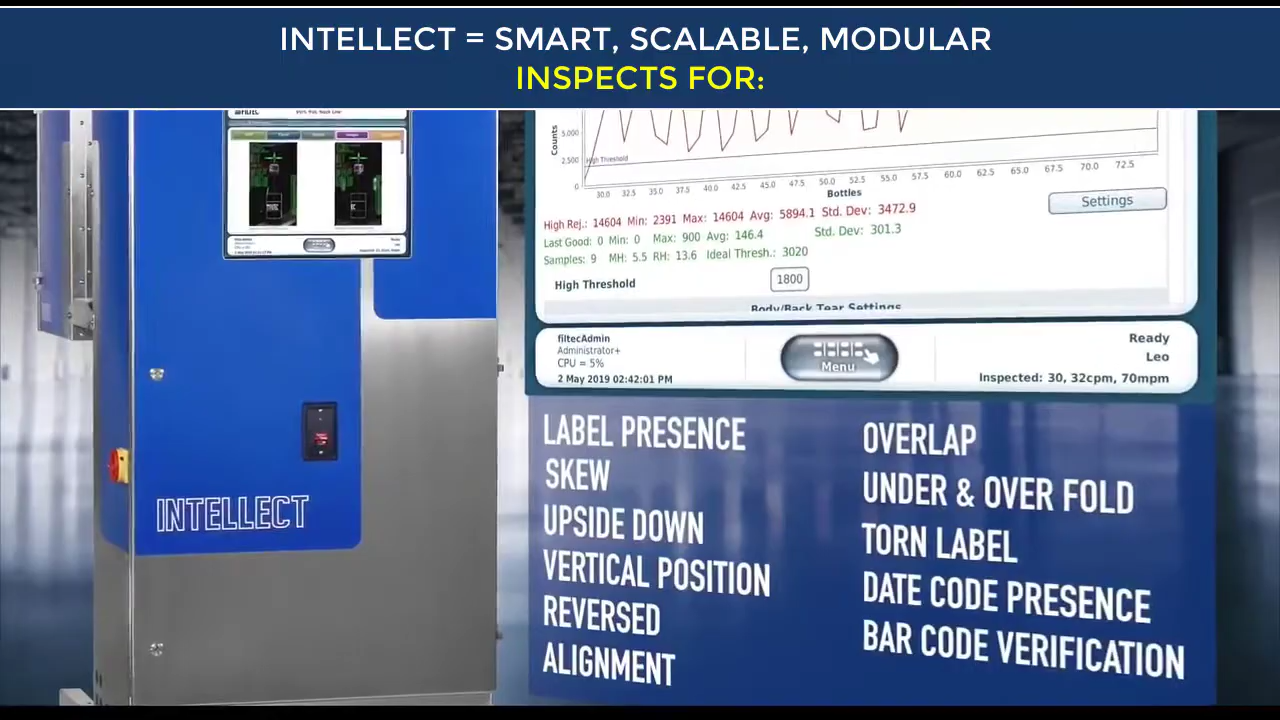 INTELLECT = SMART, SCALABLE, MODULAR
INSPECTS FOR:
FILTEC
INTELLECT
Counts
5,000
2,500
0
High Threshold
30.0 32.5 35.0 37.5 40.0 42.5 45.0 47.5 50.0 52.5 55.0 57.5 60.0 62.5 65.0 67.5 70.0 72.5
Bottles
Settings
High Rej.: 14604 Min: 2391 Max: 14604 Avg: 5894.1 Std. Dev: 3472.9
Last Good: 0 Min: 0 Max: 900 Avg: 146.4 Std. Dev: 301.3
Samples: 9 MH: 5.5 RH: 13.6 Ideal Thresh.: 3020
High Threshold 1800
Body/Back Tear Settings
filtecAdmin
Administrator+
CPU = 5%
2 May 2019 02:42:01 PM
Menu
Ready
Leo
Inspected: 30, 32cpm, 70mpm
LABEL PRESENCE
SKEW
UPSIDE DOWN
VERTICAL POSITION
REVERSED
ALIGNMENT
OVERLAP
UNDER & OVER FOLD
TORN LABEL
DATE CODE PRESENCE
BAR CODE VERIFICATION